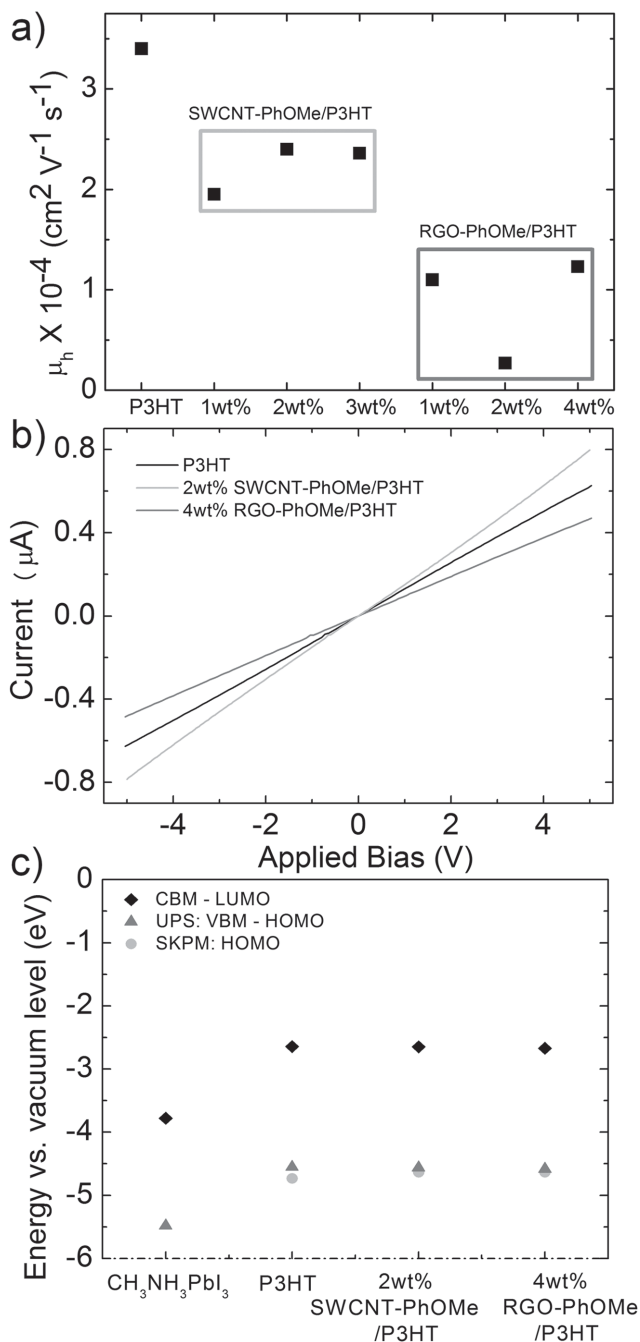 a)
μh X 10-4 (cm2 V-1 s-1)
3
2
1
0
SWCNT-PhOMe/P3HT
RGO-PhOMe/P3HT
P3HT 1wt% 2wt% 3wt% 1wt% 2wt% 4wt%
b)
Current (μA)
0.8
0.4
0.0
-0.4
-0.8
P3HT
2wt% SWCNT-PhOMe/P3HT
4wt% RGO-PhOMe/P3HT
-4 -2 0 2 4
Applied Bias (V)
c)
Energy vs. vacuum level (eV)
0
-1
-2
-3
-4
-5
-6
CBM - LUMO
UPS: VBM - HOMO
SKPM: HOMO
CH3NH3PbI3 P3HT 2wt% 4wt%
SWCNT-PhOMe RGO-PhOMe
/P3HT /P3HT